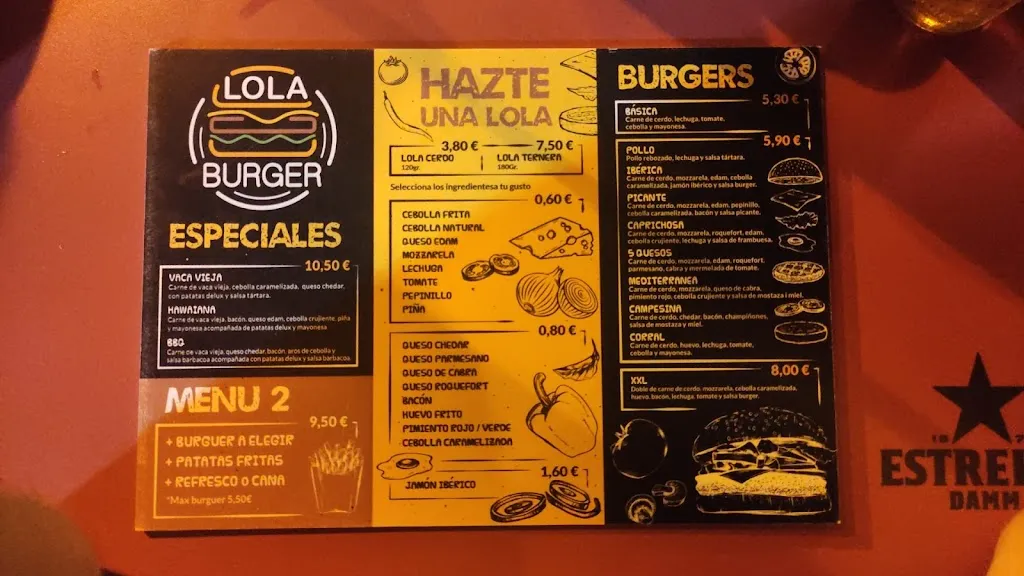 LOLA
BURGER
ESPECIALES
10,50 €
VACA VIEJA
Carne de vaca vieja, cebolla caramelizada, queso chedar,
con patatas delux y salsa tártara.
HAWAIANA
Carne de vaca vieja, bacón, queso edam, cebolla crujiente, piña
y mayonesa acompañada de patatas delux y mayonesa
BBQ
Carne de vaca vieja, queso chedar, bacón, aros de cebolla y
salsa barbacoa acompañada con patatas delux y salsa barbacoa.
MENU 2
9,50 €
+ BURGUER A ELEGIR
+ PATATAS FRITAS
+ REFRESCO o CAÑA
*Max burguer 5,50€
HAZTE
UNA LOLA
3,80 € 7,50 €
LOLA CERDO LOLA TERNERA
120gr. 180Gr.
Selecciona los ingredientesa tu gusto
0,60 €
CEBOLLA FRITA
CEBOLLA NATURAL
QUESO EDAM
MOZZARELA
LECHUGA
TOMATE
PEPINILLO
PIÑA
0,80 €
QUESO CHEDAR
QUESO PARMESANO
QUESO DE CABRA
QUESO ROQUEFORT
BACÓN
HUEVO FRITO
PIMIENTO ROJO / VERDE
CEBOLLA CARAMELIZADA
1,60 €
JAMÓN IBÉRICO
BURGERS
5,30 €
BÁSICA
Carne de cerdo, lechuga, tomate,
cebolla y mayonesa.
5,90 €
POLLO
Pollo rebozado, lechuga y salsa tártara.
IBÉRICA
Carne de cerdo, mozzarela, edam, cebolla
caramelizada, jamón ibérico y salsa burger.
PICANTE
Carne de cerdo, mozzarela, edam, pepinillo,
cebolla caramelizada, bacón y salsa picante.
CAPRICHOSA
Carne de cerdo, mozzarela, roquefort, edam,
cebolla crujiente, lechuga y salsa de frambuesa.
5 QUESOS
Carne de cerdo, mozzarela, edam, roquefort,
parmesano, cabra y mermelada de tomate.
MEDITERRANEA
Carne de cerdo, mozzarela, queso de cabra,
pimiento rojo, cebolla crujiente y salsa de mostaza i miel.
CAMPESINA
Carne de cerdo, chedar, bacón, champiñones,
salsa de mostaza y miel.
CORRAL
Carne de cerdo, huevo, lechuga, tomate,
cebolla y mayonesa.
8,00 €
XXL
Doble de carne de cerdo, mozzarela, cebolla caramelizada,
huevo, bacón, lechuga, tomate y salsa burger.
18 7
ESTRE
DAMM